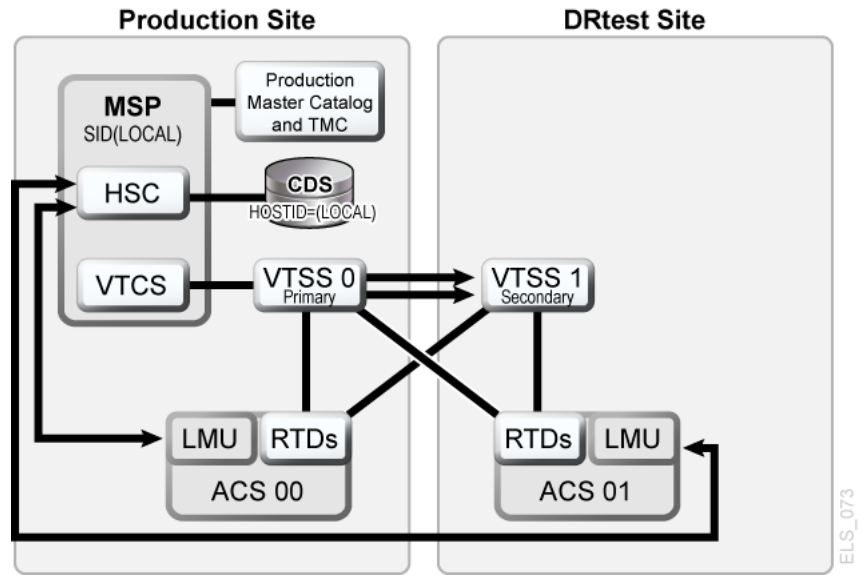 Production Site
DRtest Site
MSP
SID(LOCAL)
Production
Master Catalog
and TMC
HSC
CDS
HOSTID=(LOCAL)
VTCS
VTSS 0
Primary
VTSS 1
Secondary
LMU
RTDs
ACS 00
RTDs
LMU
ACS 01
ELS_073